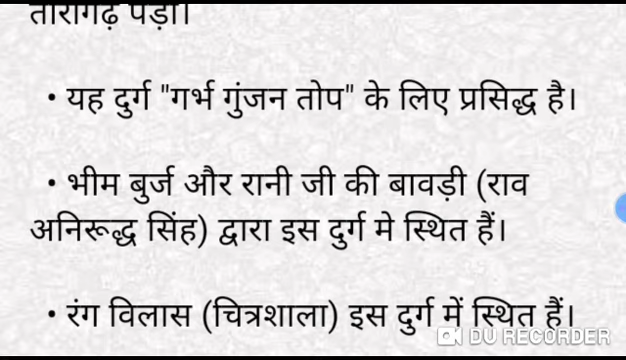 तारागढ़ पड़ा।
• यह दुर्ग "गर्भ गुंजन तोप" के लिए प्रसिद्ध है।
• भीम बुर्ज और रानी जी की बावड़ी (राव
अनिरूद्ध सिंह) द्वारा इस दुर्ग मे स्थित हैं।
• रंग विलास (चित्रशाला) इस दुर्ग में स्थित हैं।
DU RECORDER